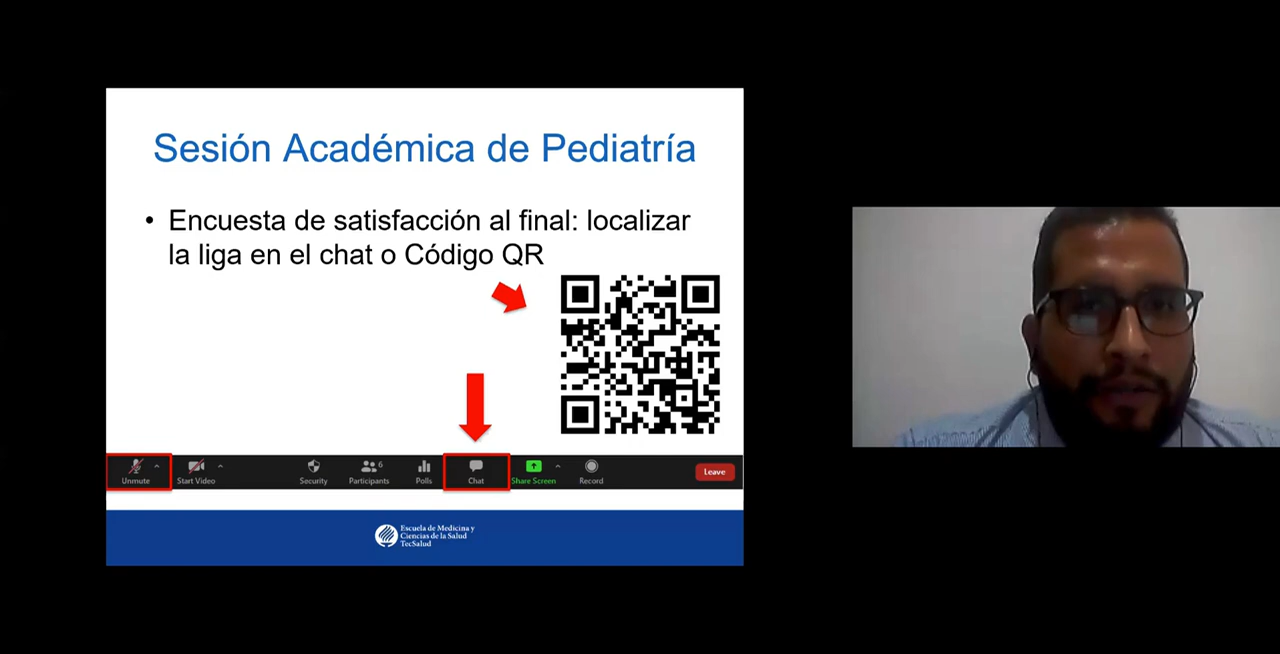 Sesión Académica de Pediatría
• Encuesta de satisfacción al final: localizar
la liga en el chat o Código QR
Unmute Start Video Security Participants 6 Polls Chat Share Screen Record Leave
Escuela de Medicina y
Ciencias de la Salud
TecSalud